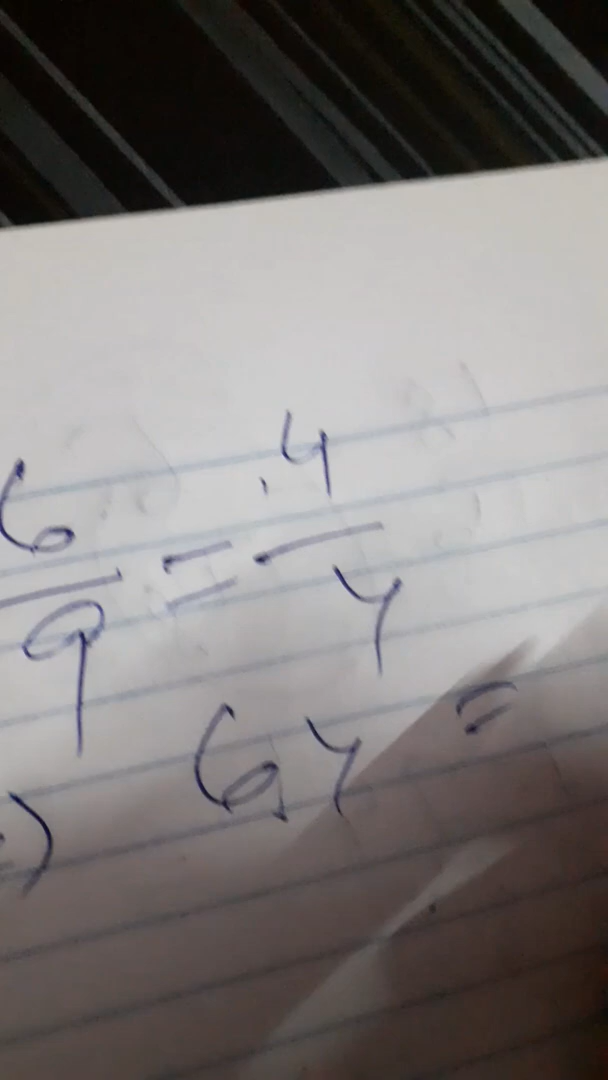 6/9 = 4/y
) 6y =